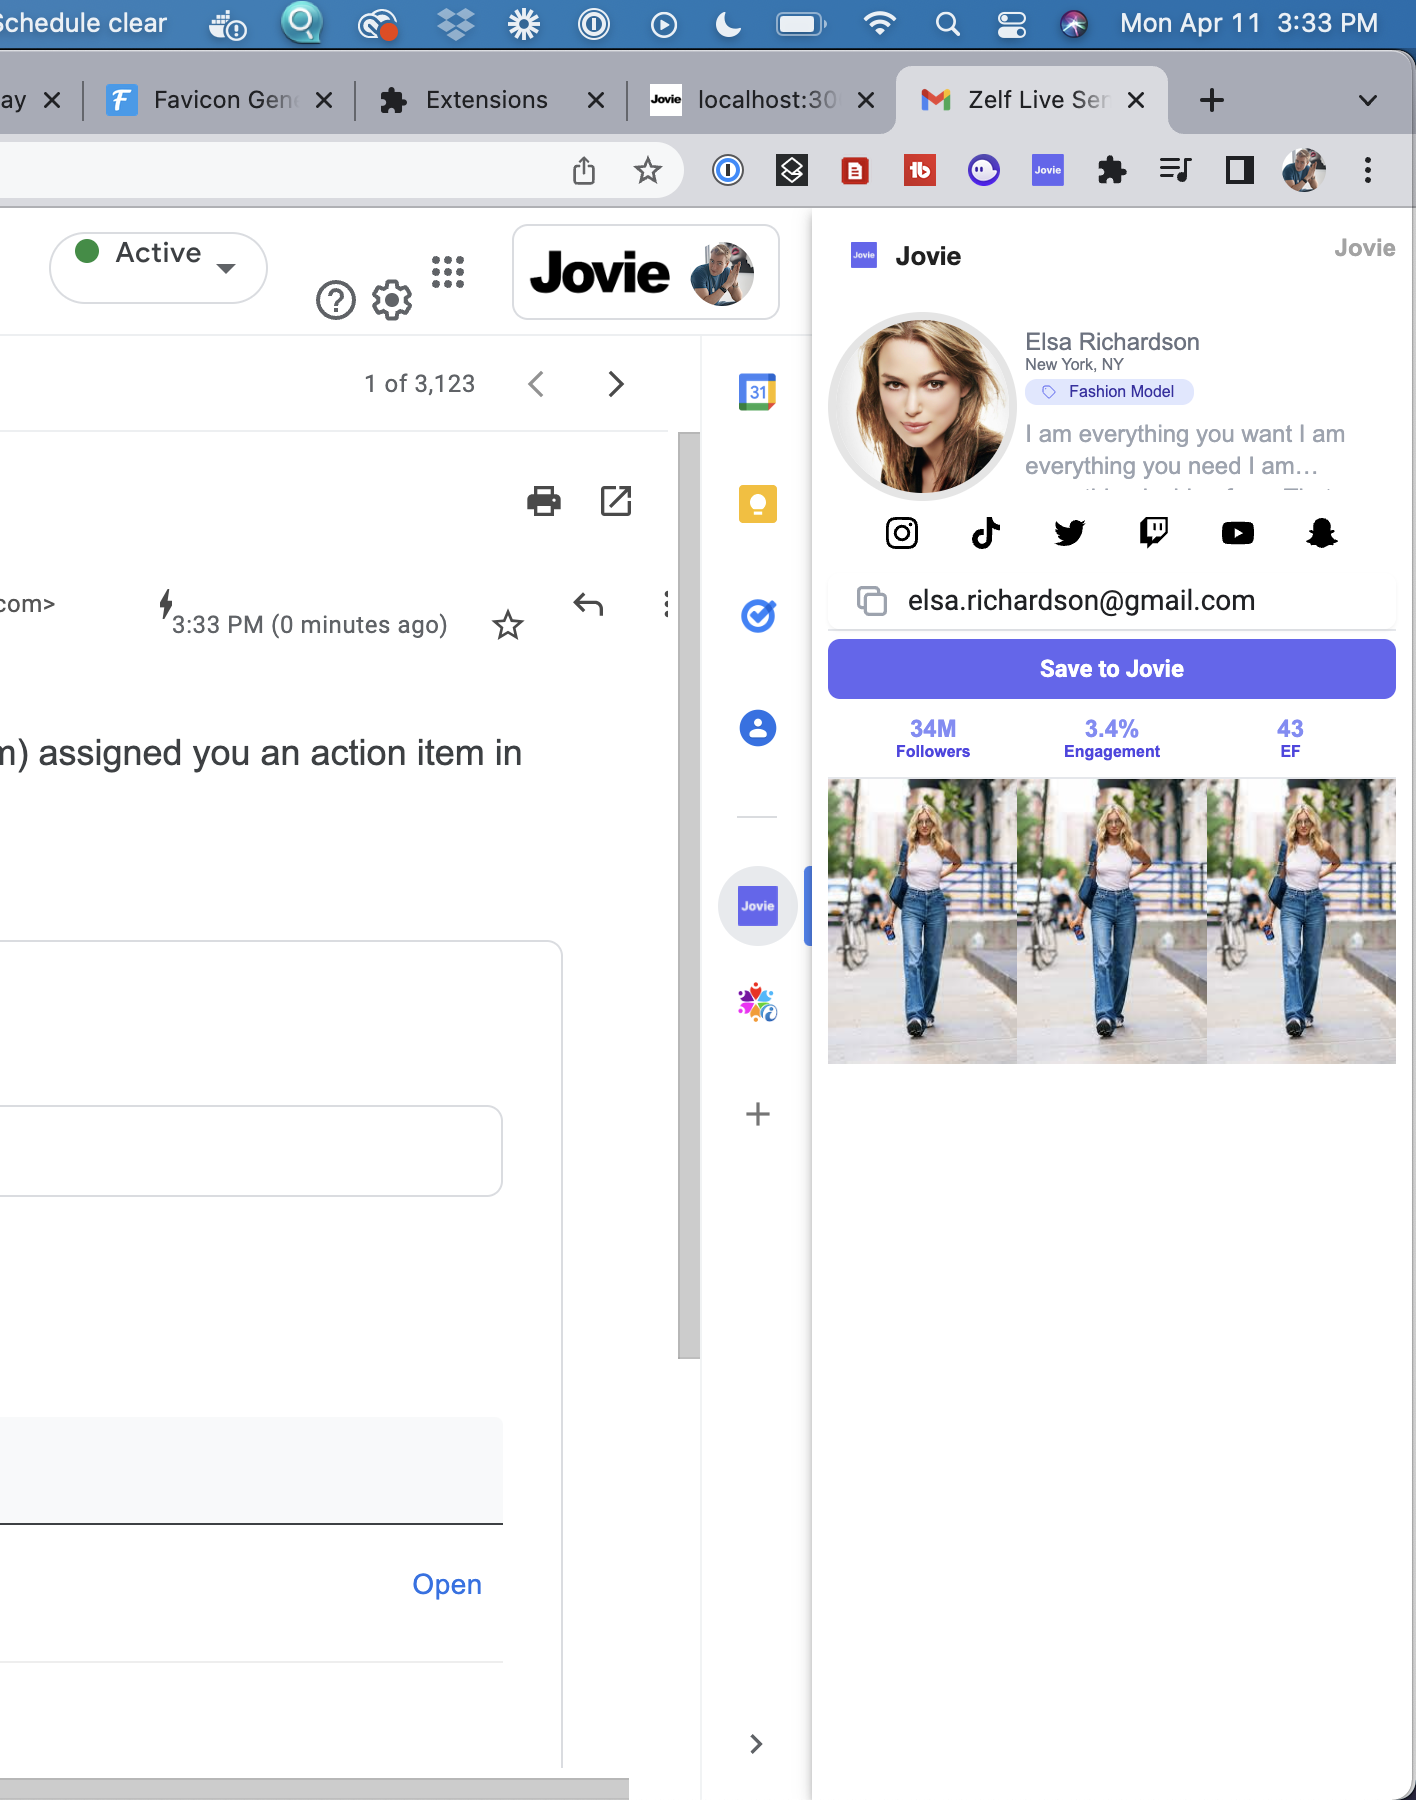 Schedule clear
Mon Apr 11 3:33 PM
ay
Favicon Gen
Extensions
Jovie
localhost:30
Zelf Live Ser
Jovie
Active
Jovie
1 of 3,123
com>
3:33 PM (0 minutes ago)
m) assigned you an action item in
Open
31
Jovie
Jovie
Jovie
Jovie
Elsa Richardson
New York, NY
Fashion Model
I am everything you want I am
everything you need I am...
elsa.richardson@gmail.com
Save to Jovie
34M
Followers
3.4%
Engagement
43
EF